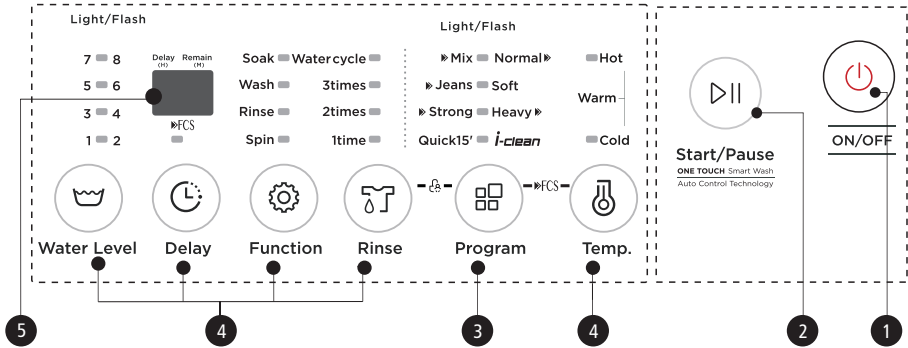 Light/Flash
7 8
5 6
3 4
1 2
Delay (H) Remain (M)
»FCS
Soak Water cycle
Wash 3times
Rinse 2times
Spin 1time
Light/Flash
»Mix Normal»
»Jeans Soft
»Strong Heavy»
Quick15' i-clean
Hot
Warm
Cold
»FCS
Water Level
Delay
Function
Rinse
Program
Temp.
Start/Pause
ONE TOUCH Smart Wash
Auto Control Technology
ON/OFF
5
4
3
4
2
1